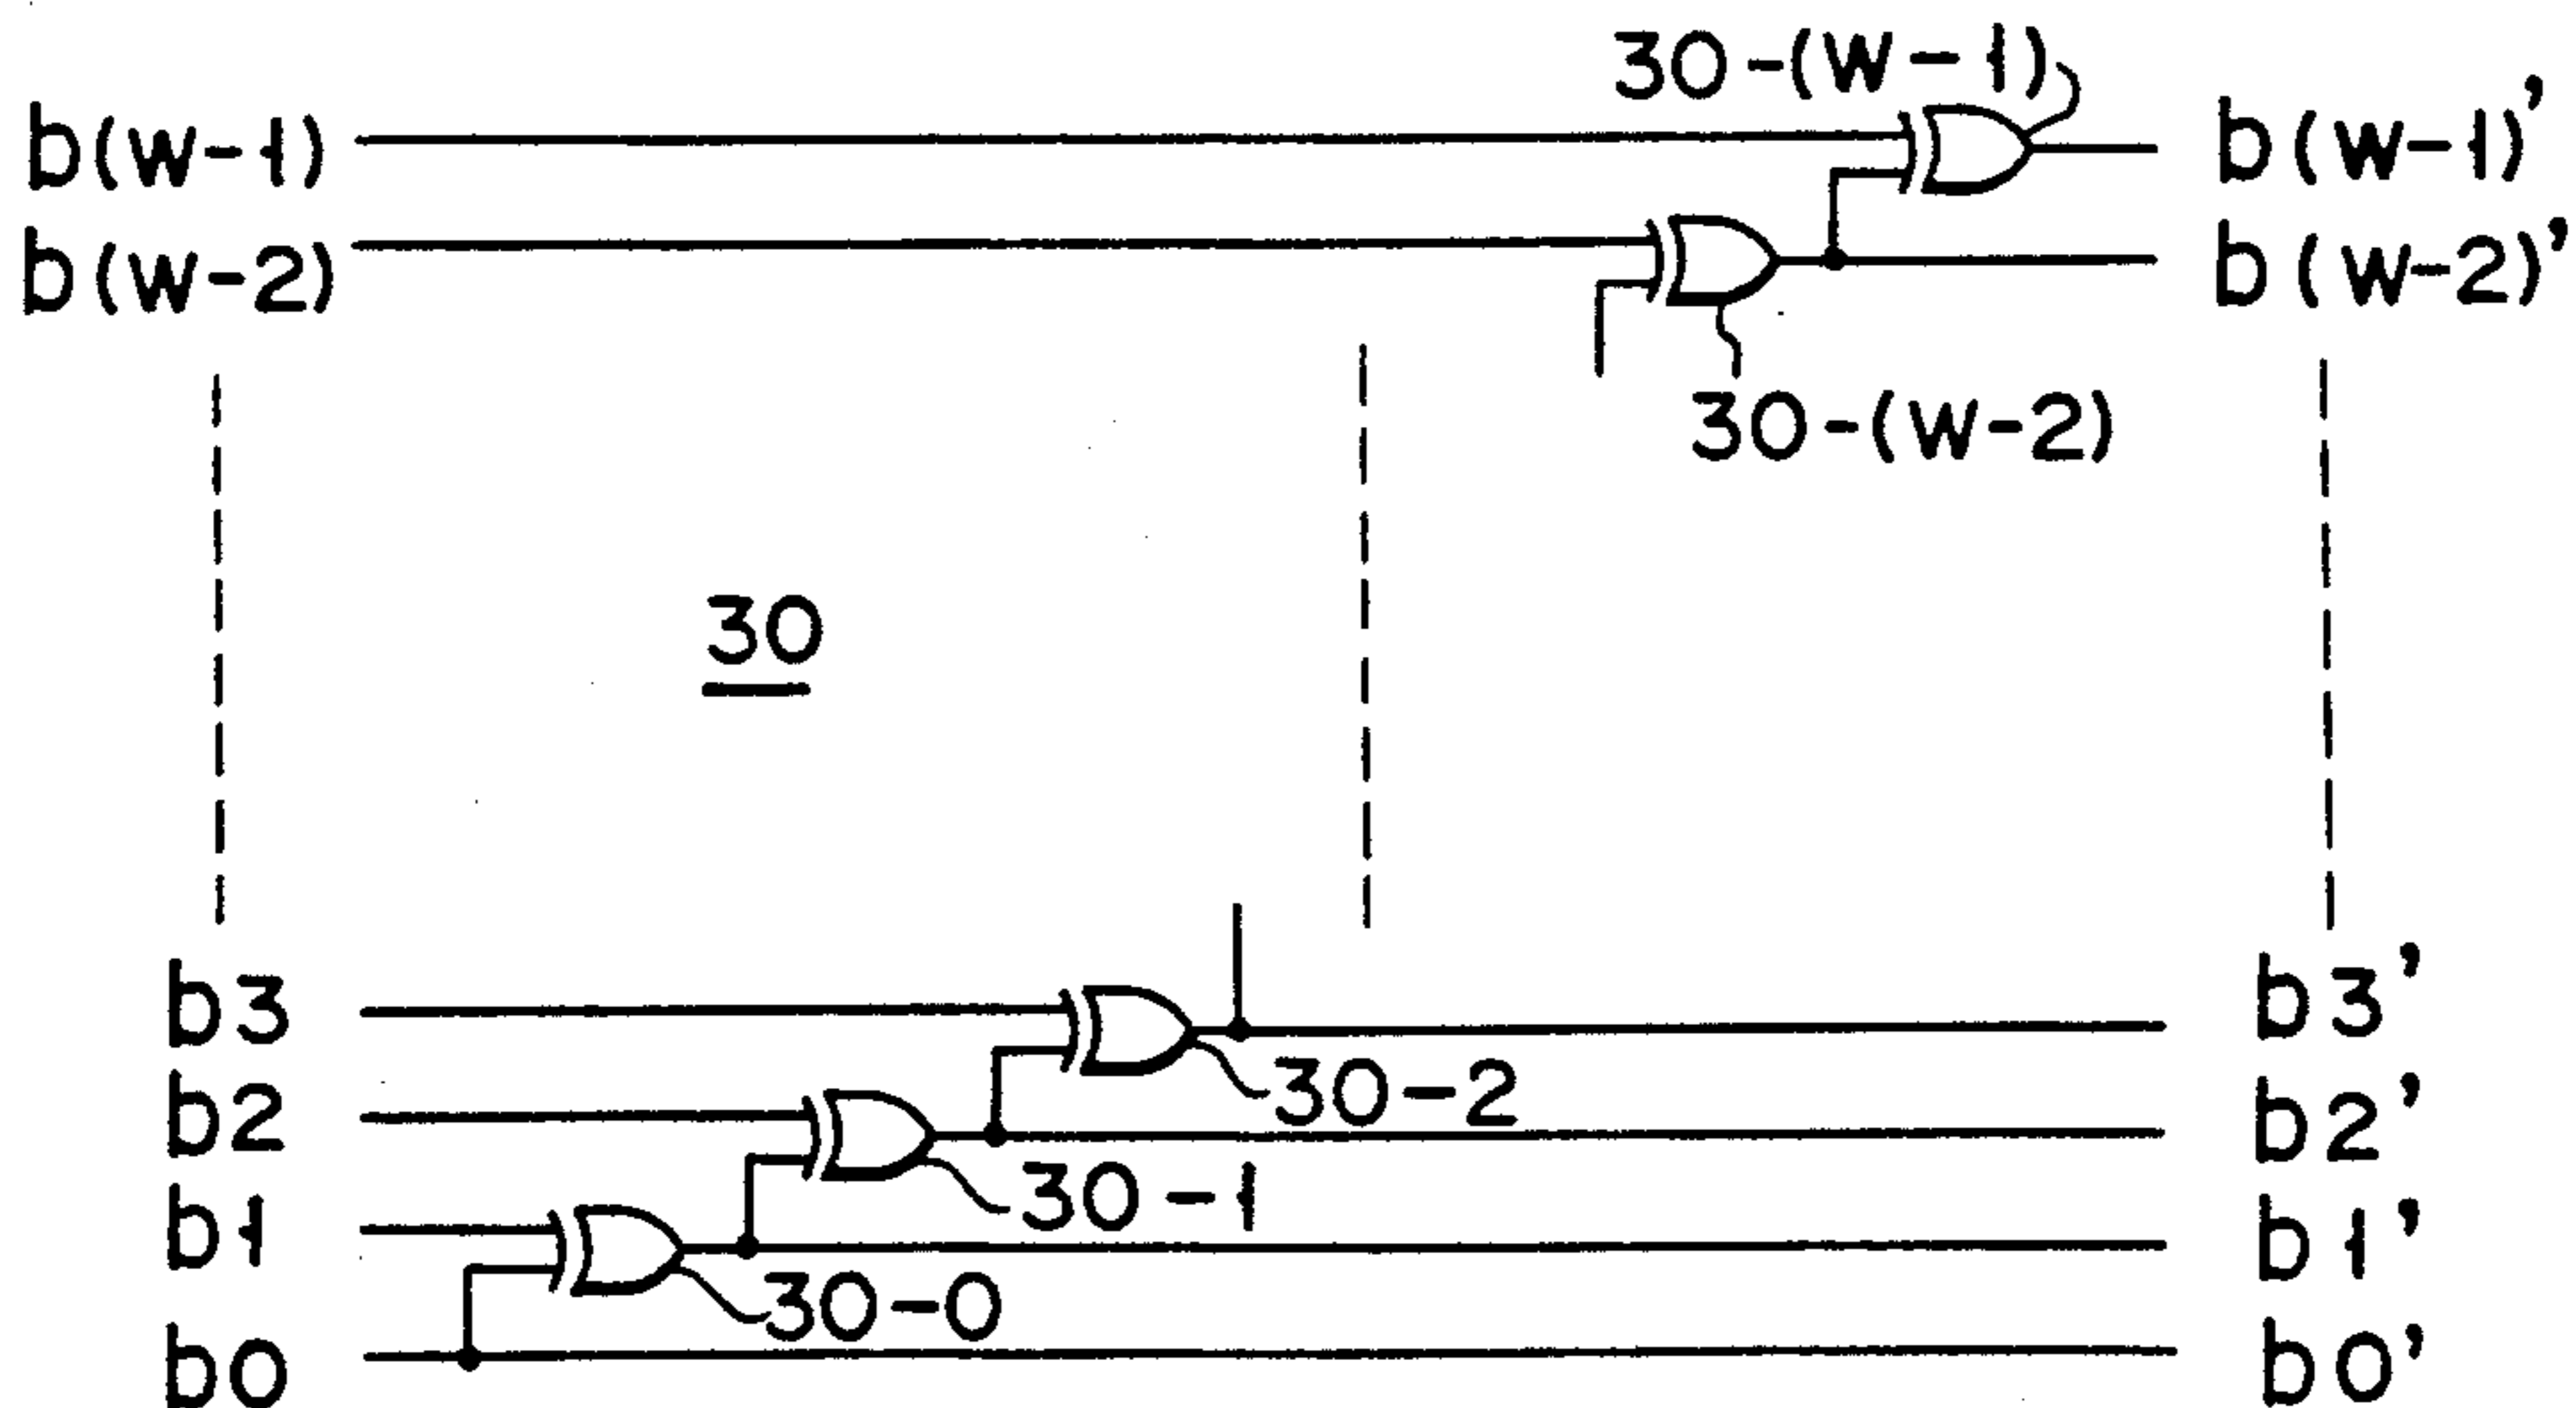 30-(W-1)
b(W-1) b(W-1)'
b(W-2) b(W-2)'
30-(W-2)
30
b3 b3'
30-2
b2 b2'
30-1
b1 b1'
30-0
b0 b0'